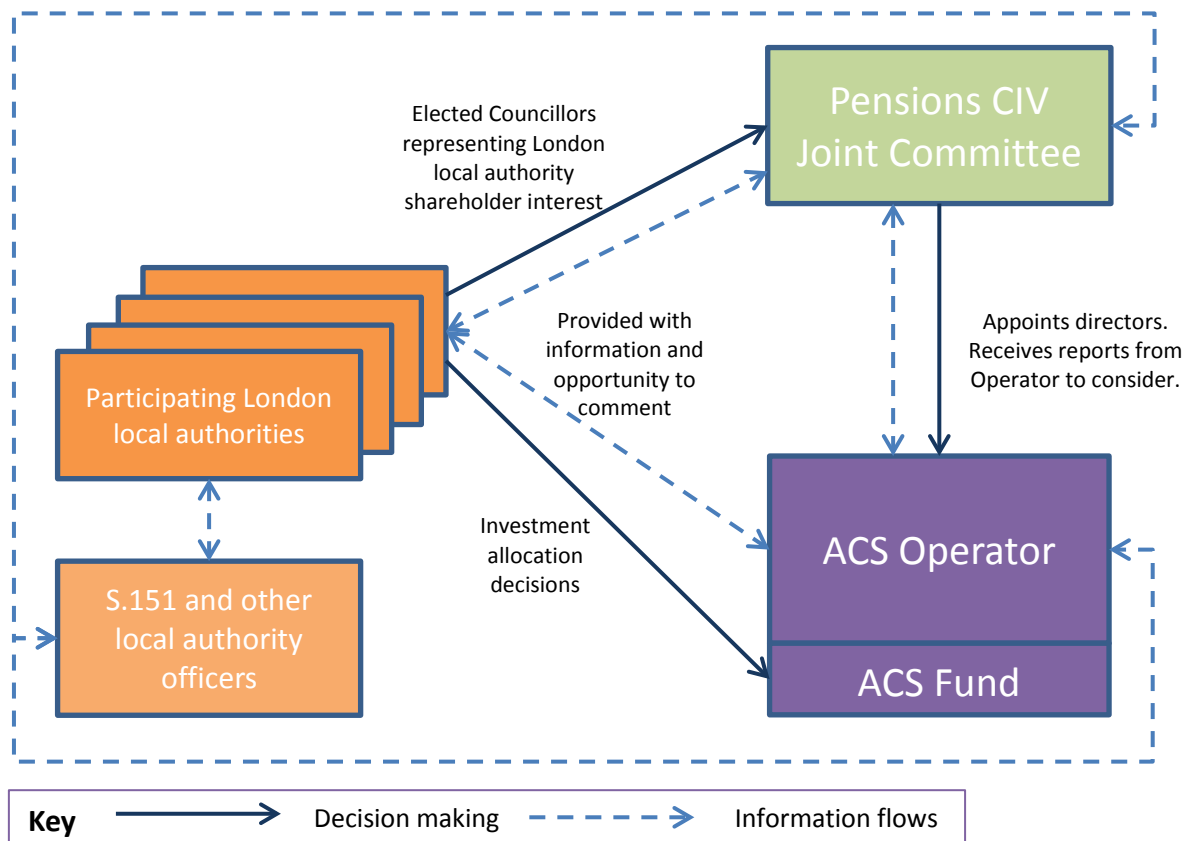 Pensions CIV
Joint Committee
Elected Councillors
representing London
local authority
shareholder interest
Provided with
information and
opportunity to
comment
Appoints directors.
Receives reports from
Operator to consider.
Participating London
local authorities
Investment
allocation
decisions
ACS Operator
S.151 and other
local authority
officers
ACS Fund
Key
Decision making
Information flows